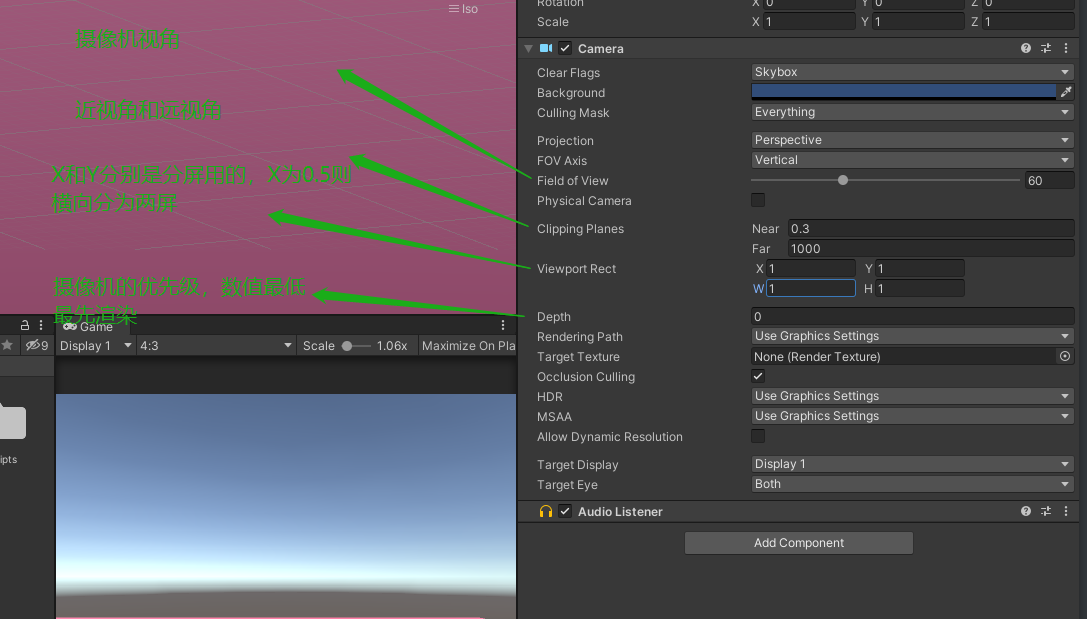 Iso
摄像机视角
近视角和远视角
X和Y分别是分屏用的，X为0.5则
横向分为两屏
摄像机的优先级，数值最低
最先渲染
Game
9
Display 1
4:3
Scale
1.06x
Maximize On Pla
ipts
Rotation X 0 Y 0 Z 0
Scale X 1 Y 1 Z 1
Camera
Clear Flags Skybox
Background
Culling Mask Everything
Projection Perspective
FOV Axis Vertical
Field of View 60
Physical Camera
Clipping Planes Near 0.3
Far 1000
Viewport Rect X 1 Y 1
W 1 H 1
Depth 0
Rendering Path Use Graphics Settings
Target Texture None (Render Texture)
Occlusion Culling
HDR Use Graphics Settings
MSAA Use Graphics Settings
Allow Dynamic Resolution
Target Display Display 1
Target Eye Both
Audio Listener
Add Component